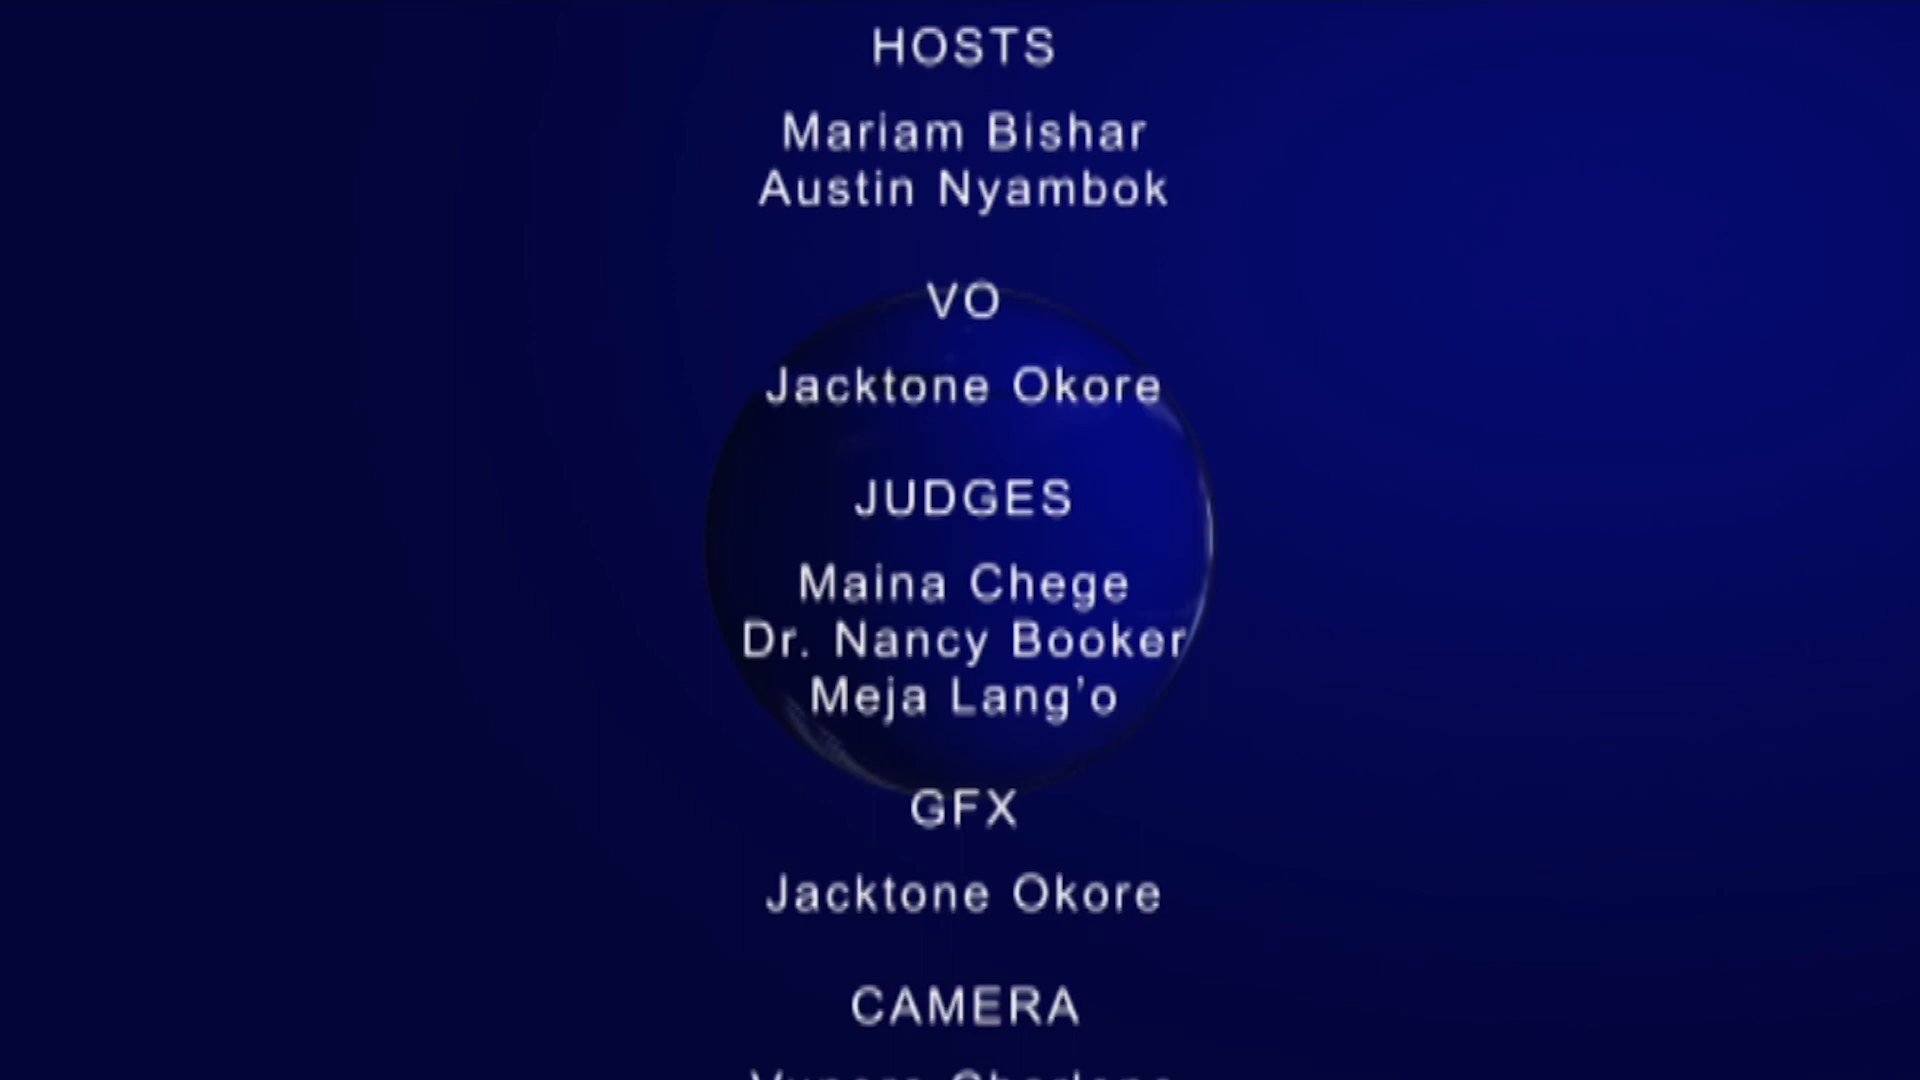 HOSTS
Mariam Bishar
Austin Nyambok
VO
Jacktone Okore
JUDGES
Maina Chege
Dr. Nancy Booker
Meja Lang’o
GFX
Jacktone Okore
CAMERA